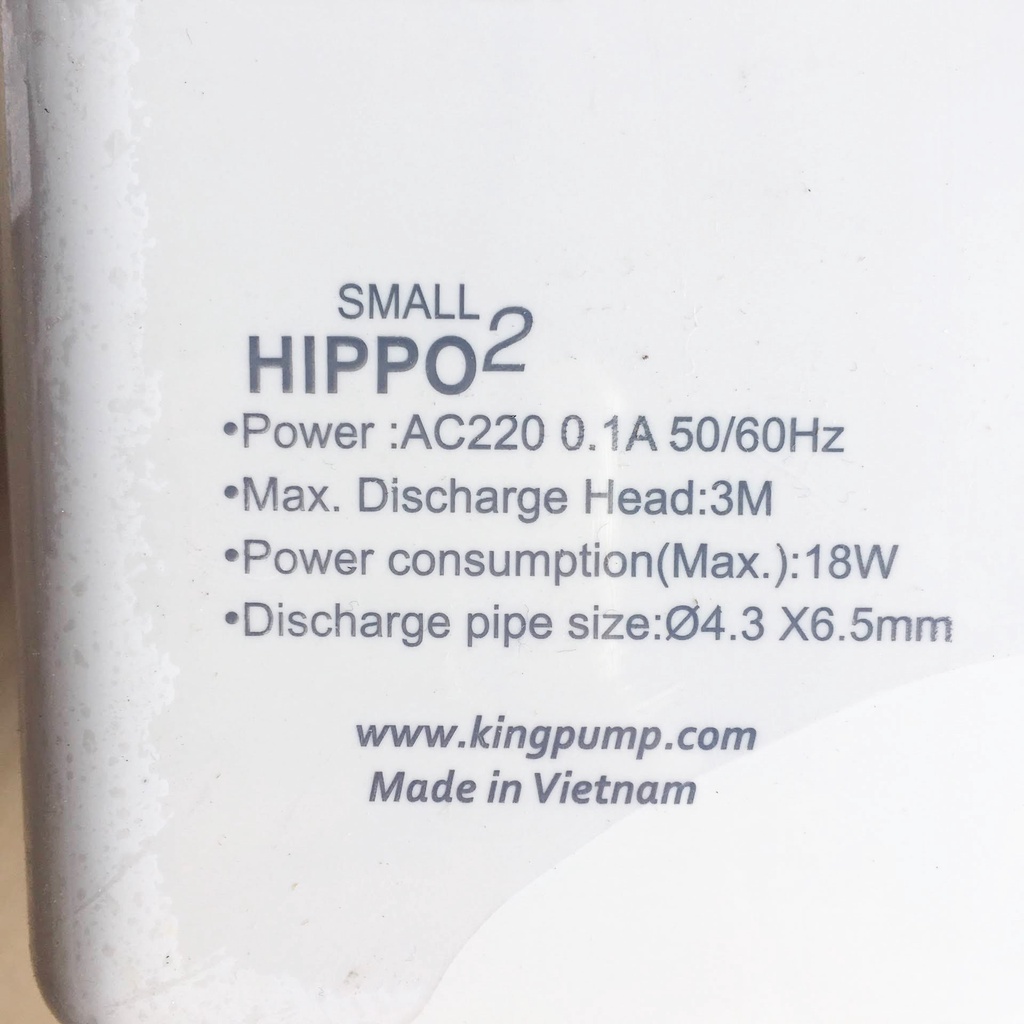 SMALL
HIPPO2
•Power :AC220 0.1A 50/60Hz
•Max. Discharge Head:3M
•Power consumption(Max.):18W
•Discharge pipe size:Ø4.3 X6.5mm
www.kingpump.com
Made in Vietnam